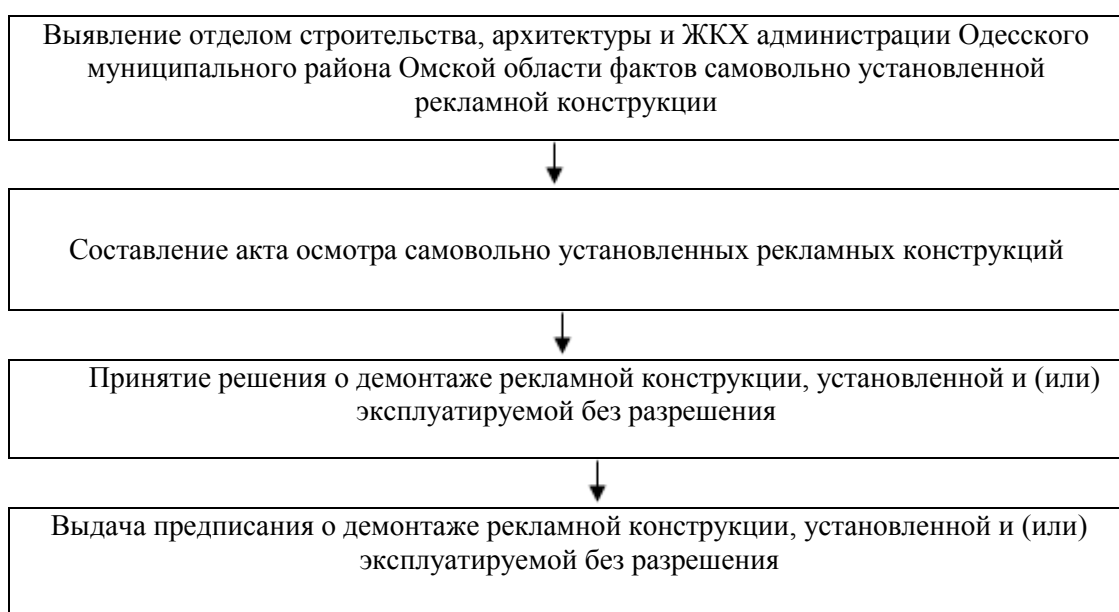 Выявление отделом строительства, архитектуры и ЖКХ администрации Одесского
муниципального района Омской области фактов самовольно установленной
рекламной конструкции
Составление акта осмотра самовольно установленных рекламных конструкций
Принятие решения о демонтаже рекламной конструкции, установленной и (или)
эксплуатируемой без разрешения
Выдача предписания о демонтаже рекламной конструкции, установленной и (или)
эксплуатируемой без разрешения